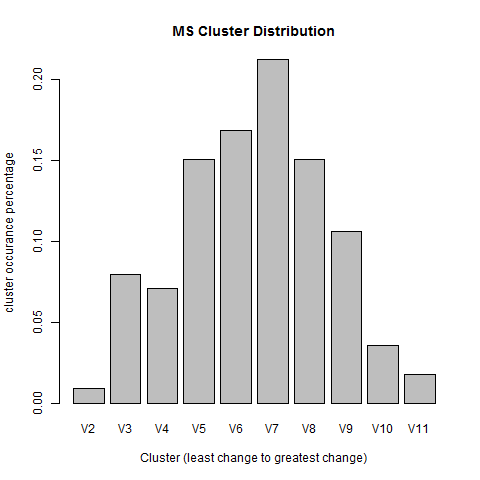 MS Cluster Distribution
cluster occurance percentage
0.20
0.15
0.10
0.05
0.00
V2 V3 V4 V5 V6 V7 V8 V9 V10 V11
Cluster (least change to greatest change)